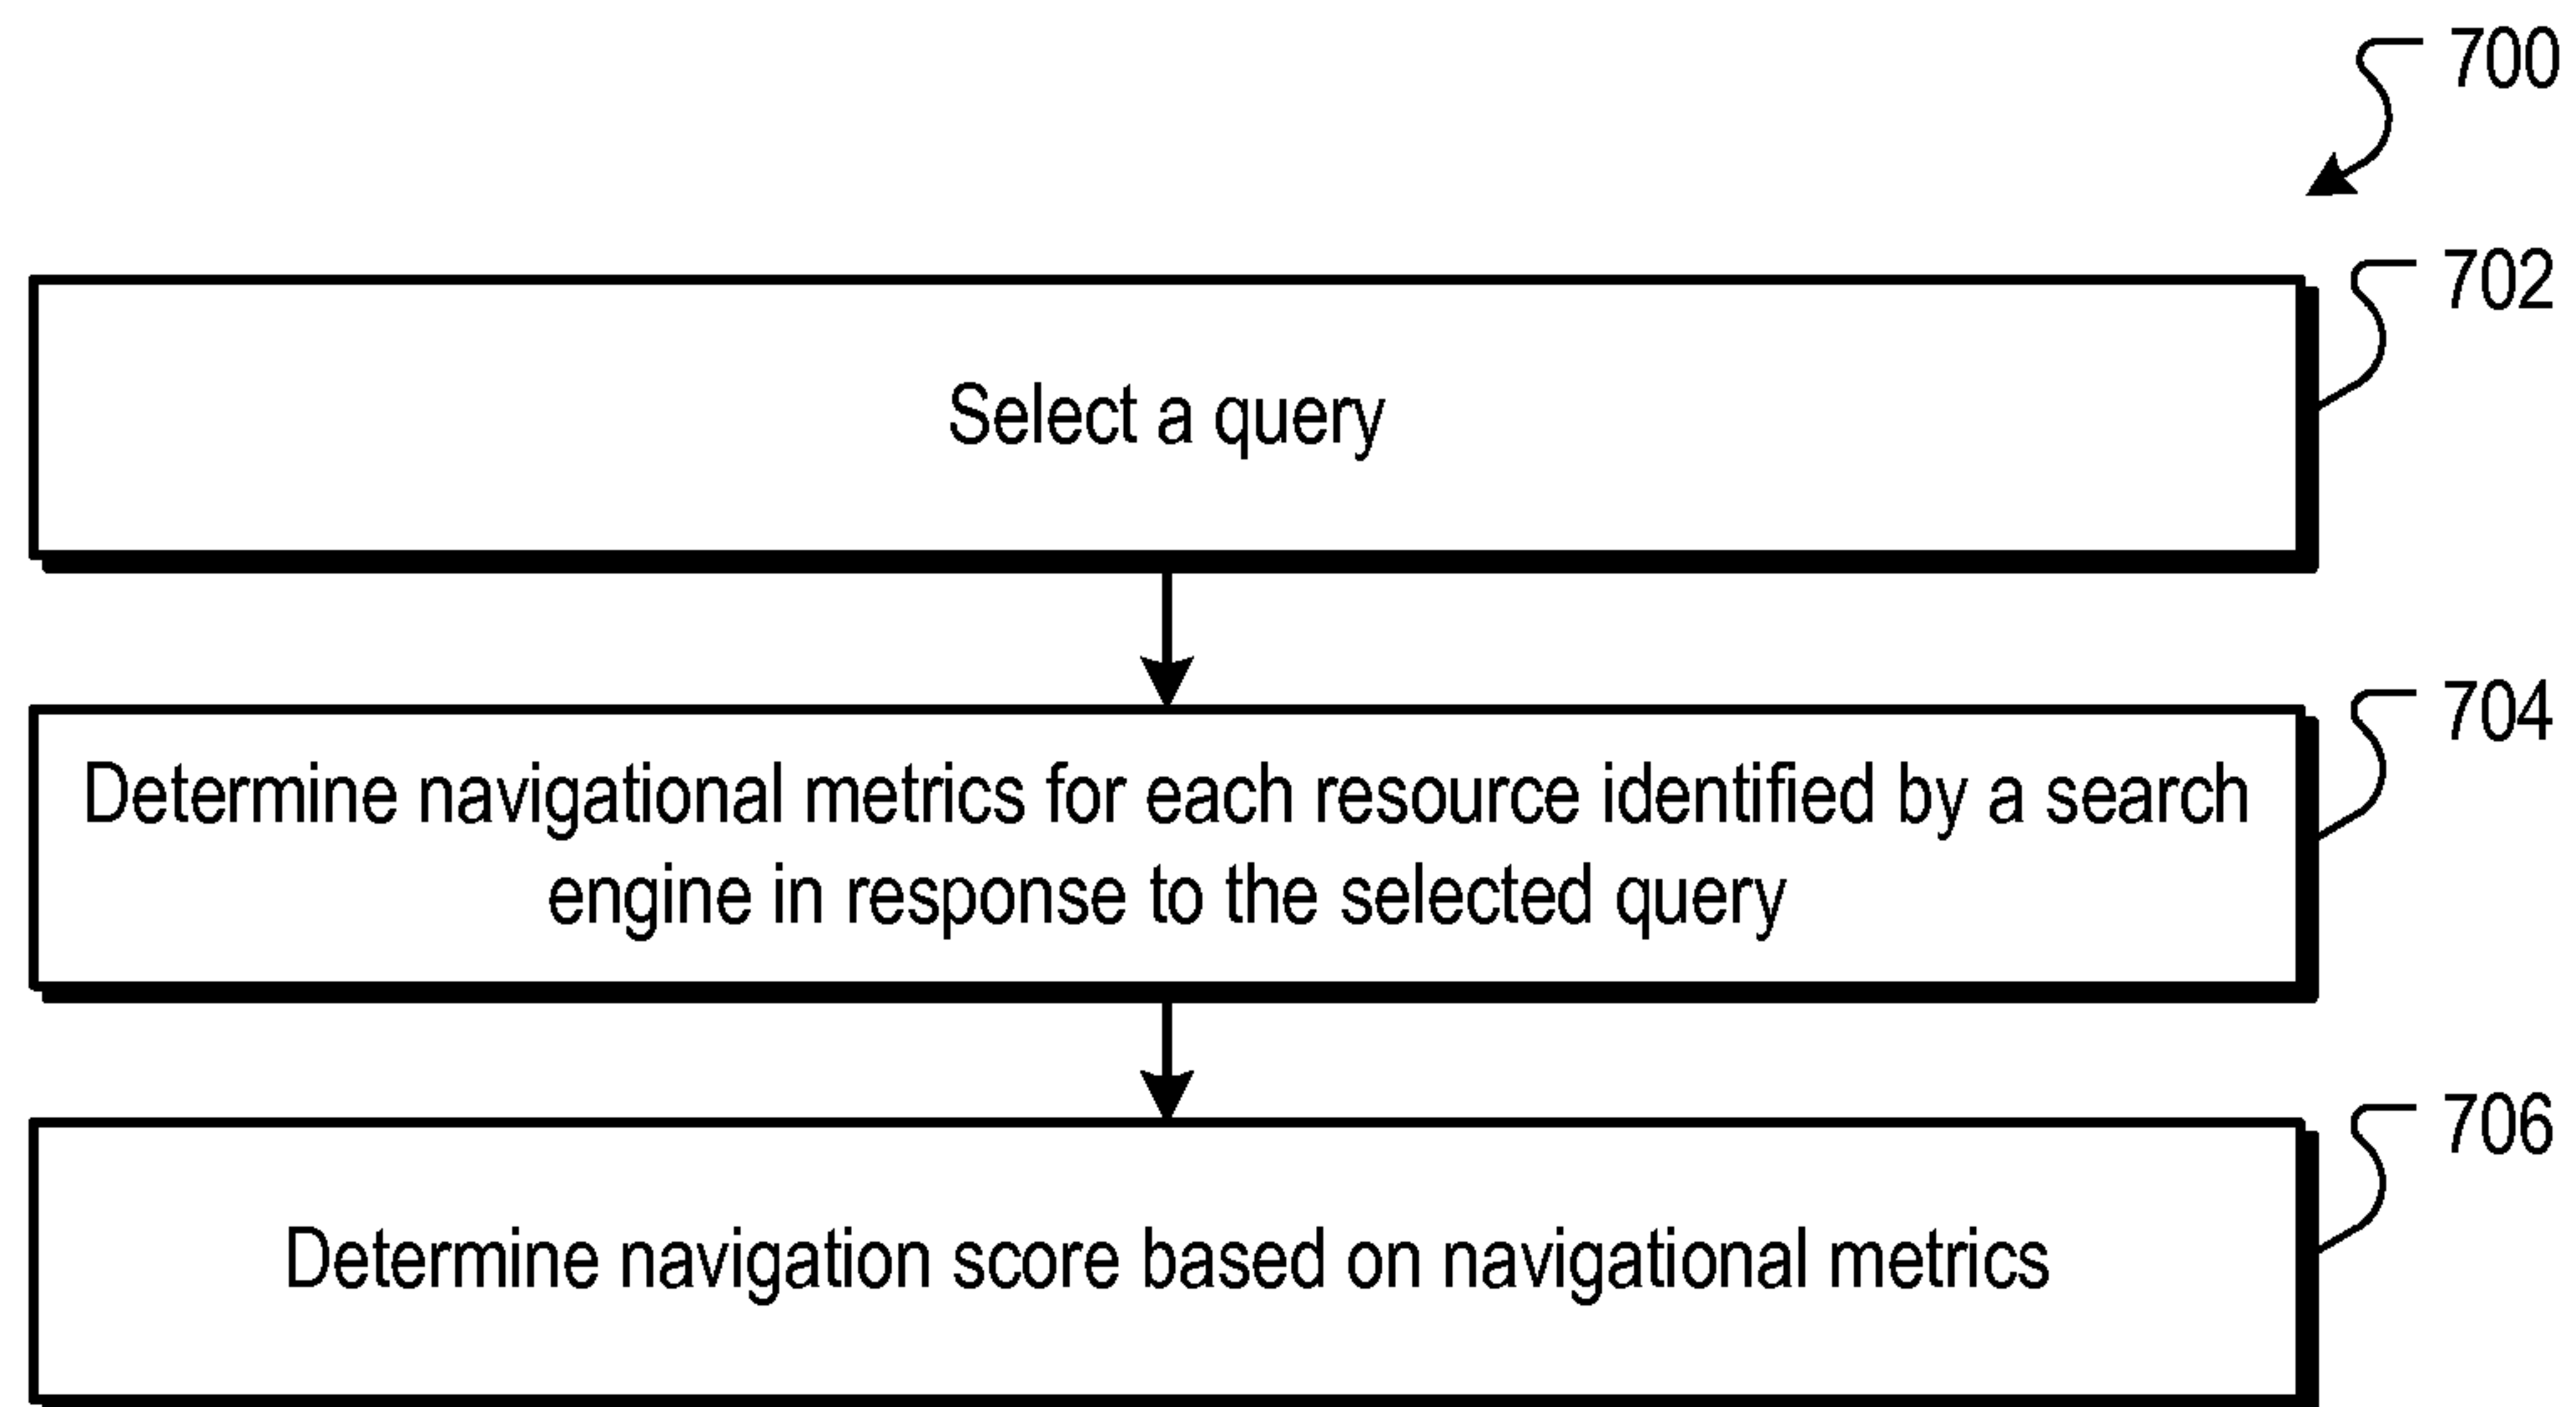 700
702
Select a query
704
Determine navigational metrics for each resource identified by a search
engine in response to the selected query
706
Determine navigation score based on navigational metrics